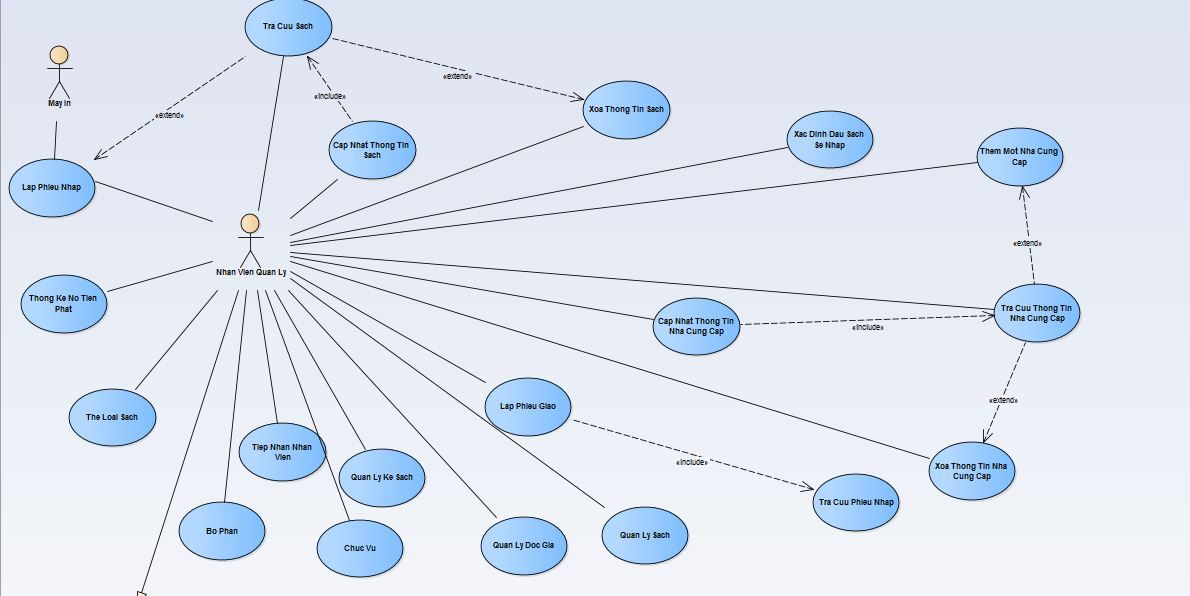 Tra Cuu Sach
«extend»
«include»
«extend»
May In
Xoa Thong Tin Sach
Cap Nhat Thong Tin
Sach
Xac Dinh Dau Sach
Se Nhap
Them Mot Nha Cung
Cap
Lap Phieu Nhap
Nhan Vien Quan Ly
«extend»
Thong Ke No Tien
Phat
Cap Nhat Thong Tin
Nha Cung Cap
«include»
Tra Cuu Thong Tin
Nha Cung Cap
The Loai Sach
Lap Phieu Giao
«extend»
Tiep Nhan Nhan
Vien
Quan Ly Ke Sach
«include»
Xoa Thong Tin Nha
Cung Cap
Tra Cuu Phieu Nhap
Bo Phan
Chuc Vu
Quan Ly Doc Gia
Quan Ly Sach